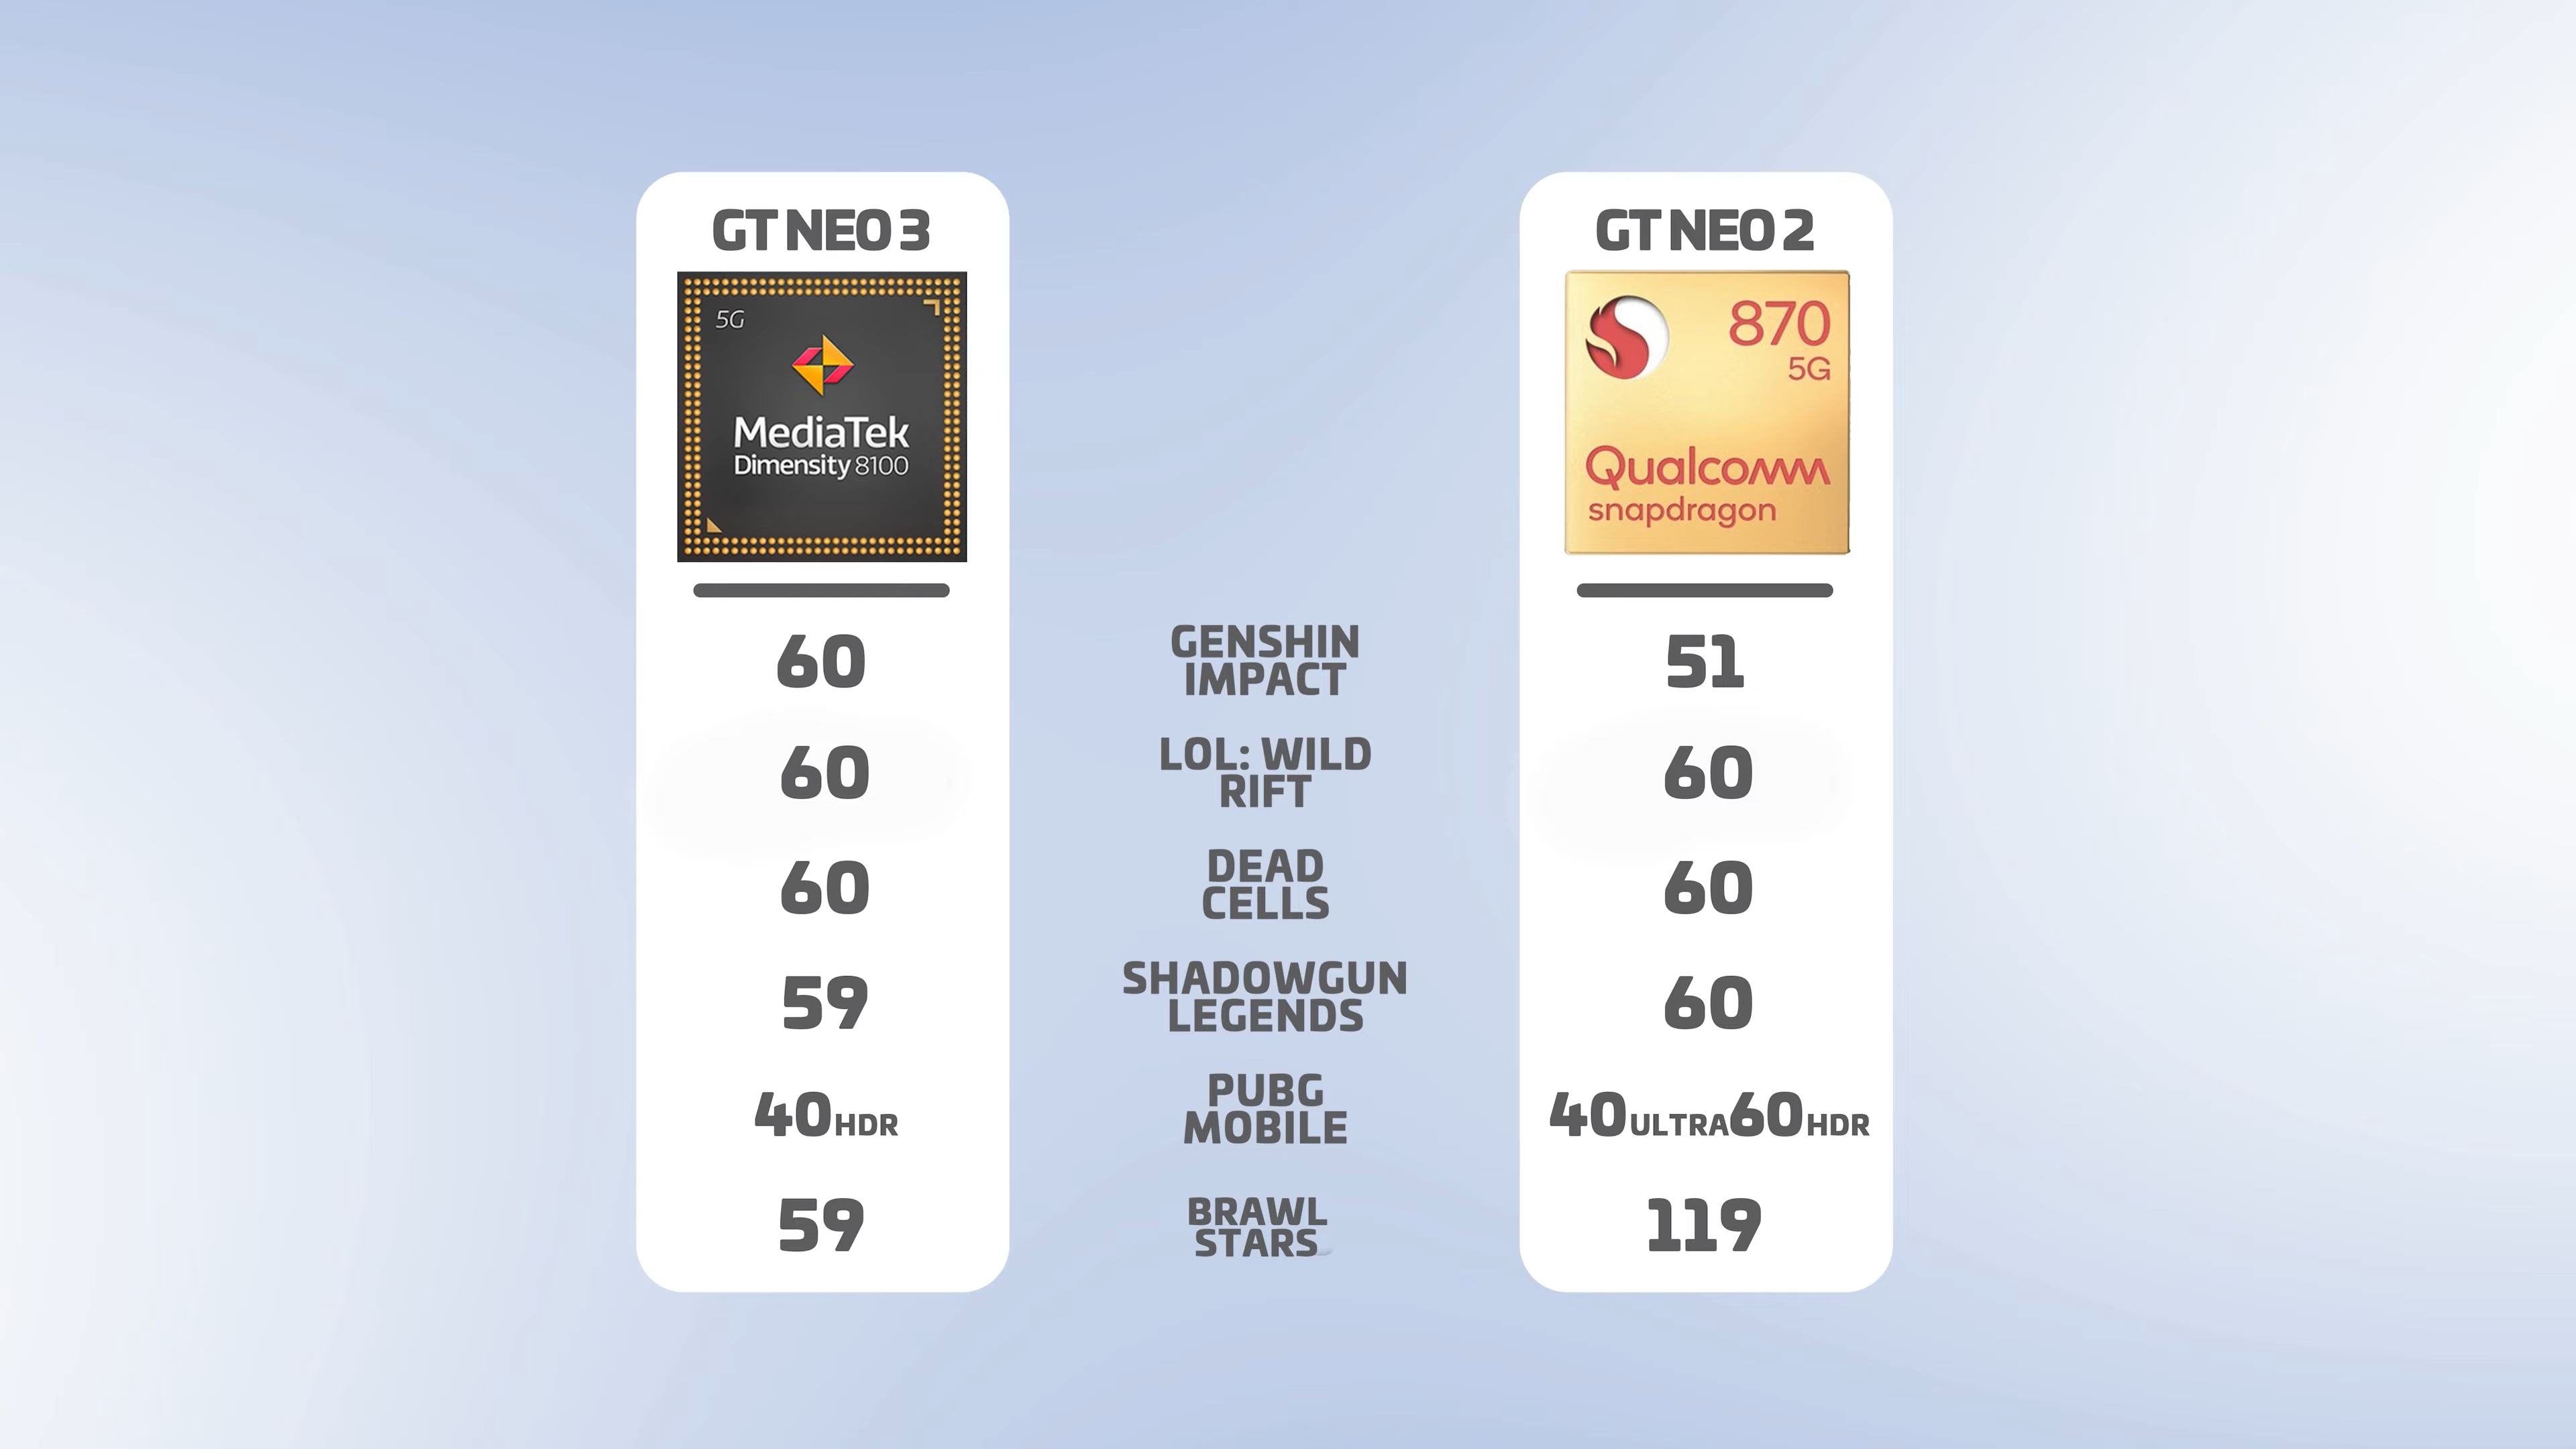 GT NEO 3
GT NEO 2
5G
MediaTek
Dimensity 8100
870
5G
Qualcomm
snapdragon
60
GENSHIN
IMPACT
51
60
LOL: WILD
RIFT
60
60
DEAD
CELLS
60
59
SHADOWGUN
LEGENDS
60
40HDR
PUBG
MOBILE
40ULTRA60HDR
59
BRAWL
STARS
119